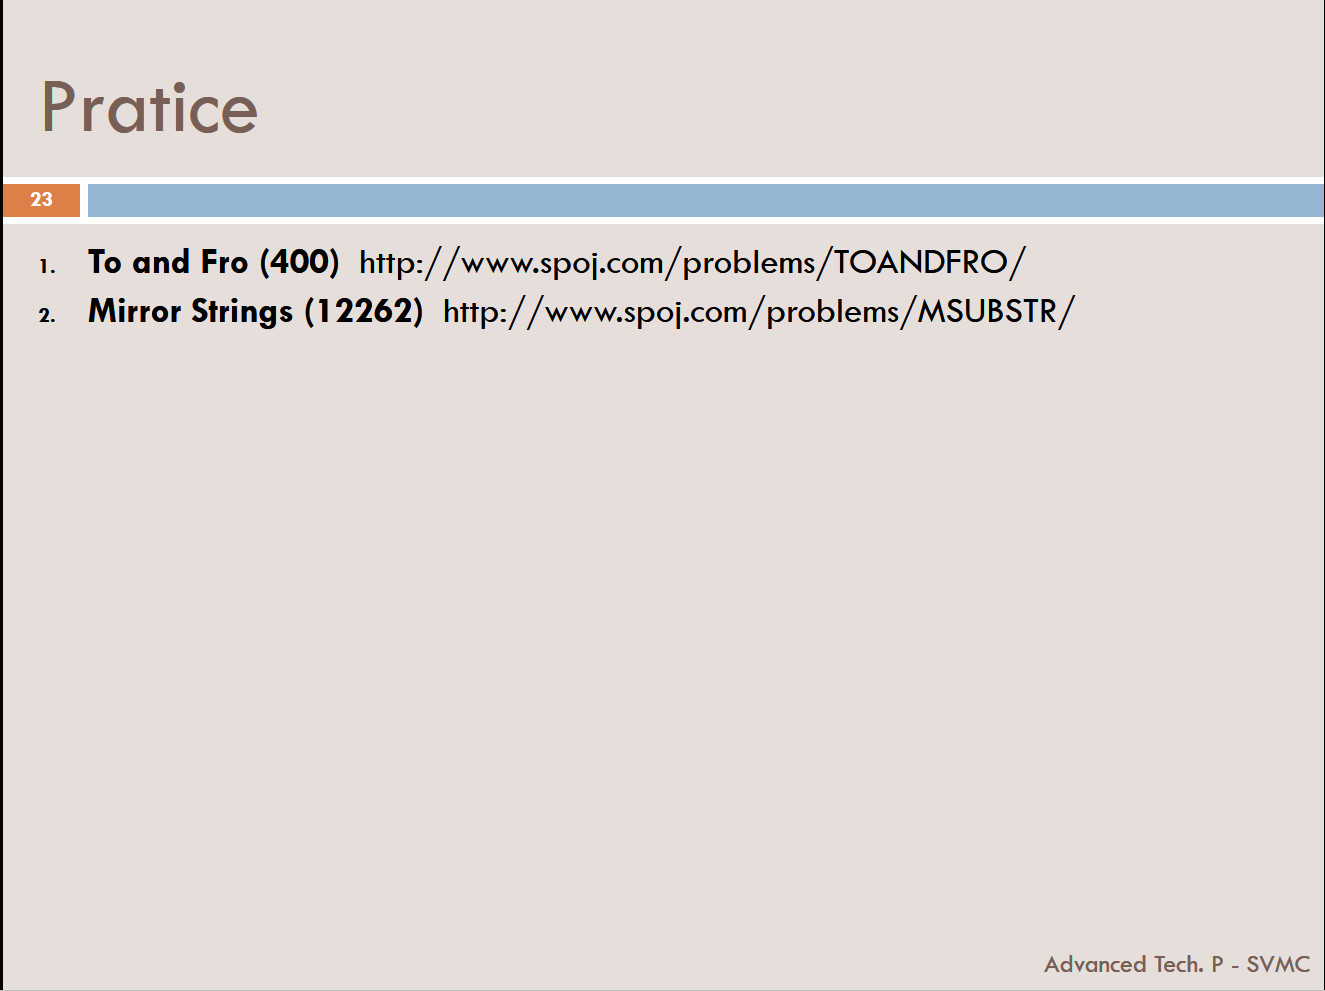 Pratice
23
1. To and Fro (400) http://www.spoj.com/problems/TOANDFRO/
2. Mirror Strings (12262) http://www.spoj.com/problems/MSUBSTR/
Advanced Tech. P - SVMC